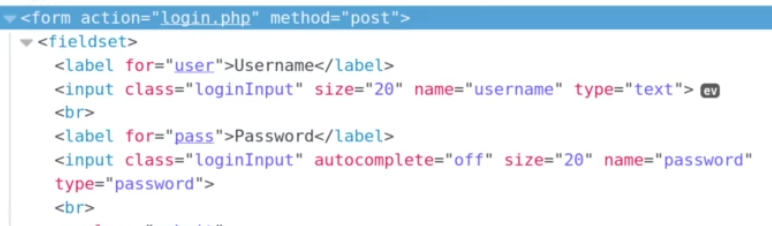 <form action="login.php" method="post">
<fieldset>
<label for="user">Username</label>
<input class="loginInput" size="20" name="username" type="text"> ev
<br>
<label for="pass">Password</label>
<input class="loginInput" autocomplete="off" size="20" name="password"
type="password">
<br>